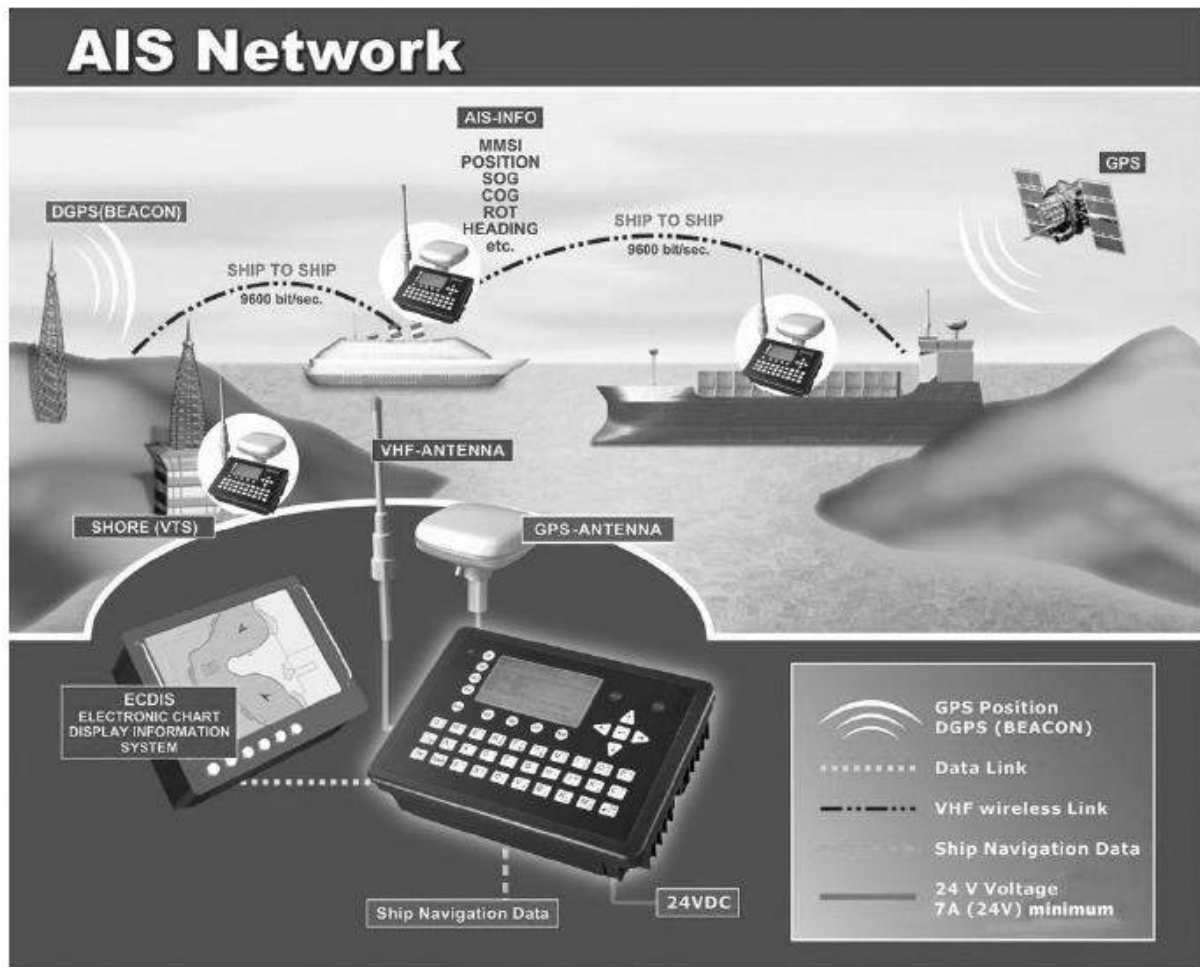 AIS Network
AIS-INFO
MMSI
POSITION
SOG
COG
ROT
HEADING
etc.
GPS
DGPS(BEACON)
SHIP TO SHIP
9600 bit/sec.
SHIP TO SHIP
9600 bit/sec.
VHF-ANTENNA
SHORE (VTS)
GPS-ANTENNA
ECDIS
ELECTRONIC CHART
DISPLAY INFORMATION
SYSTEM
Ship Navigation Data
24VDC
GPS Position
DGPS (BEACON)
Data Link
VHF wireless Link
Ship Navigation Data
24 V Voltage
7A (24V) minimum